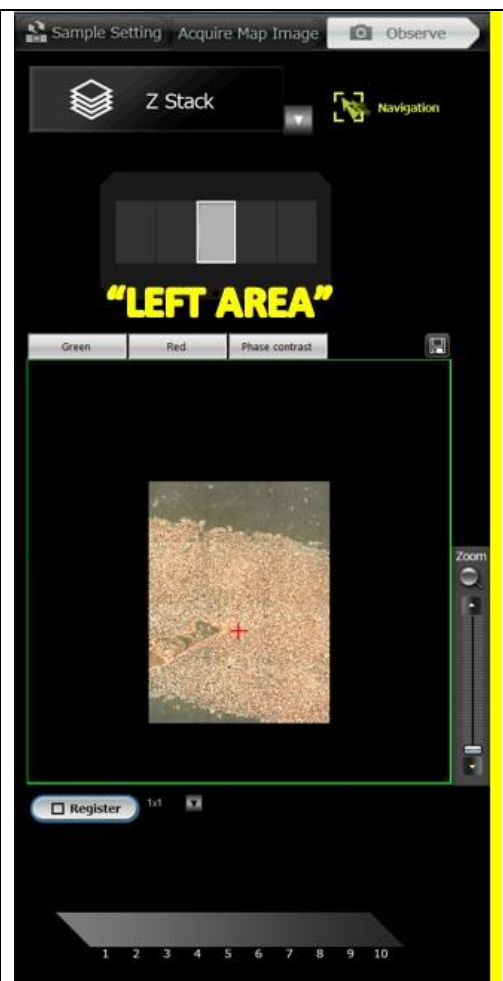 Sample Setting Acquire Map Image Observe
Z Stack Navigation
“LEFT AREA”
Green Red Phase contrast
Zoom
Register 1x1
1 2 3 4 5 6 7 8 9 10